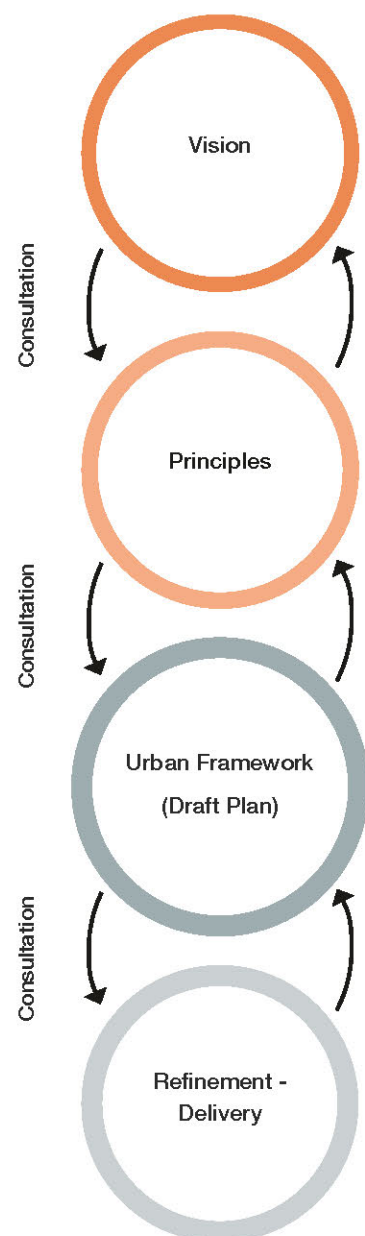 Vision
Consultation
Principles
Consultation
Urban Framework
(Draft Plan)
Consultation
Refinement -
Delivery